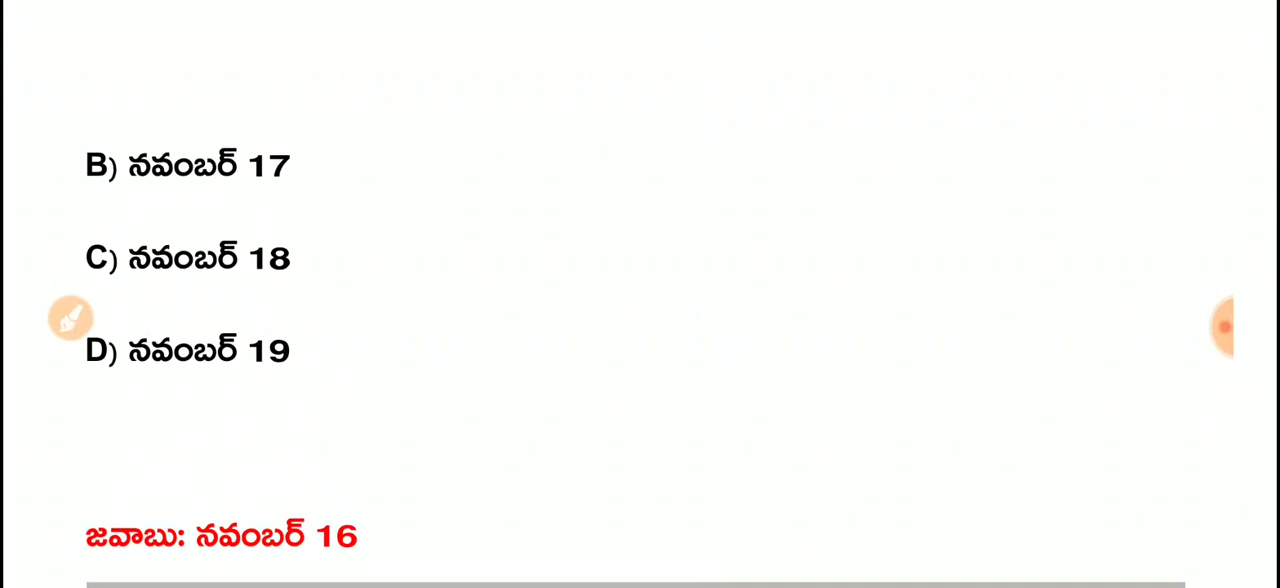 B) నవంబర్ 17
C) నవంబర్ 18
D) నవంబర్ 19
జవాబు: నవంబర్ 16